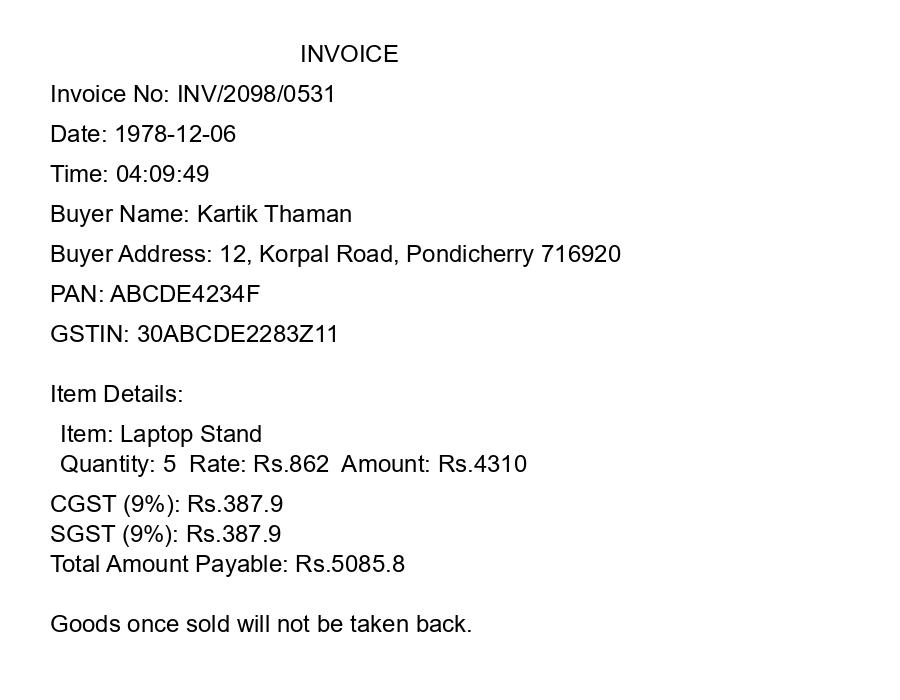 INVOICE
Invoice No: INV/2098/0531
Date: 1978-12-06
Time: 04:09:49
Buyer Name: Kartik Thaman
Buyer Address: 12, Korpal Road, Pondicherry 716920
PAN: ABCDE4234F
GSTIN: 30ABCDE2283Z11
Item Details:
Item: Laptop Stand
Quantity: 5  Rate: Rs.862  Amount: Rs.4310
CGST (9%): Rs.387.9
SGST (9%): Rs.387.9
Total Amount Payable: Rs.5085.8
Goods once sold will not be taken back.